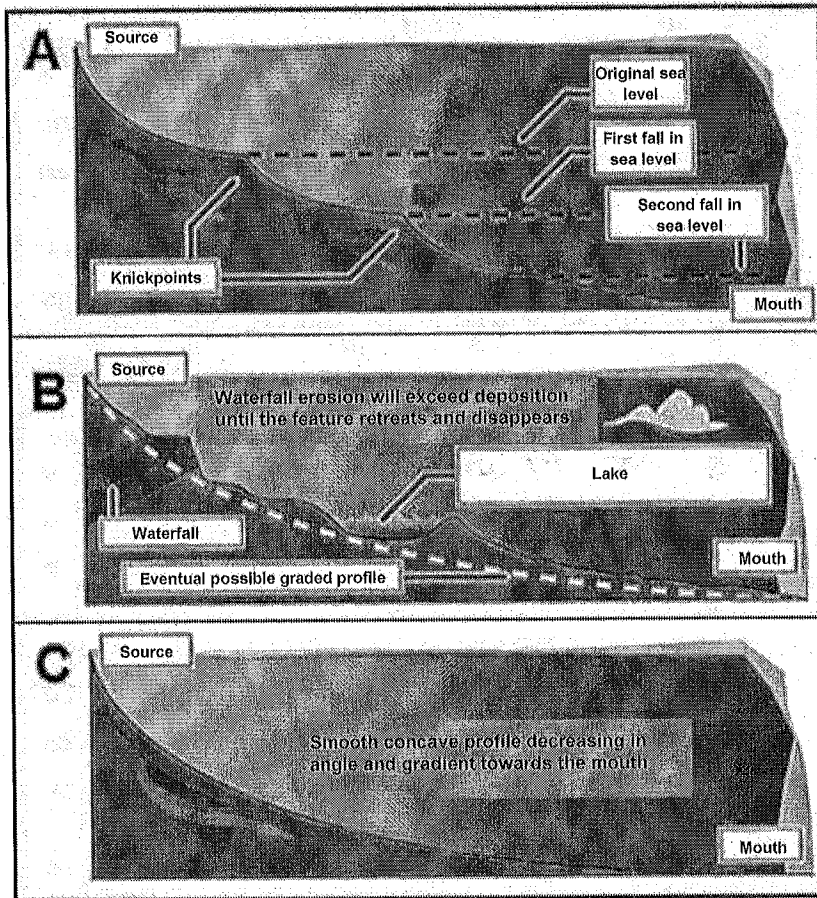 A
Source
Original sea
level
First fall in
sea level
Second fall in
sea level
Knickpoints
Mouth
B
Source
Waterfall erosion will exceed deposition
until the feature retreats and disappears
Lake
Waterfall
Mouth
Eventual possible graded profile
C
Source
Smooth concave profile decreasing in
angle and gradient towards the mouth
Mouth